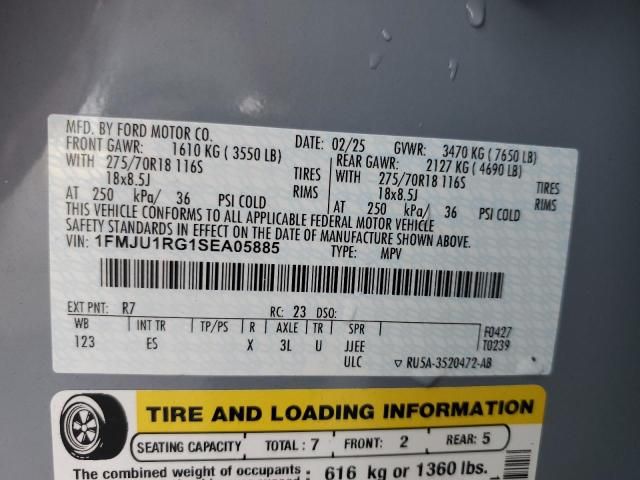 MFD. BY FORD MOTOR CO.
DATE: 02/25 GVWR: 3470 KG (7650 LB)
FRONT GAWR: 1610 KG (3550 LB) REAR GAWR: 2127 KG (4690 LB)
WITH 275/70R18 116S TIRES WITH 275/70R18 116S TIRES
18x8.5J RIMS 18x8.5J RIMS
AT 250 kPa/ 36 PSI COLD AT 250 kPa/ 36 PSI COLD
THIS VEHICLE CONFORMS TO ALL APPLICABLE FEDERAL MOTOR VEHICLE
SAFETY STANDARDS IN EFFECT ON THE DATE OF MANUFACTURE SHOWN ABOVE.
VIN: 1FMJU1RG1SEA05885 TYPE: MPV
EXT PNT: R7 RC: 23 DSO:
WB INT TR TP/PS R AXLE TR SPR F0427
123 ES X 3L U JJEE T0239
ULC ▽ RU5A-3520472-AB
TIRE AND LOADING INFORMATION
SEATING CAPACITY TOTAL: 7 FRONT: 2 REAR: 5
The combined weight of occupants : 616 kg or 1360 lbs.